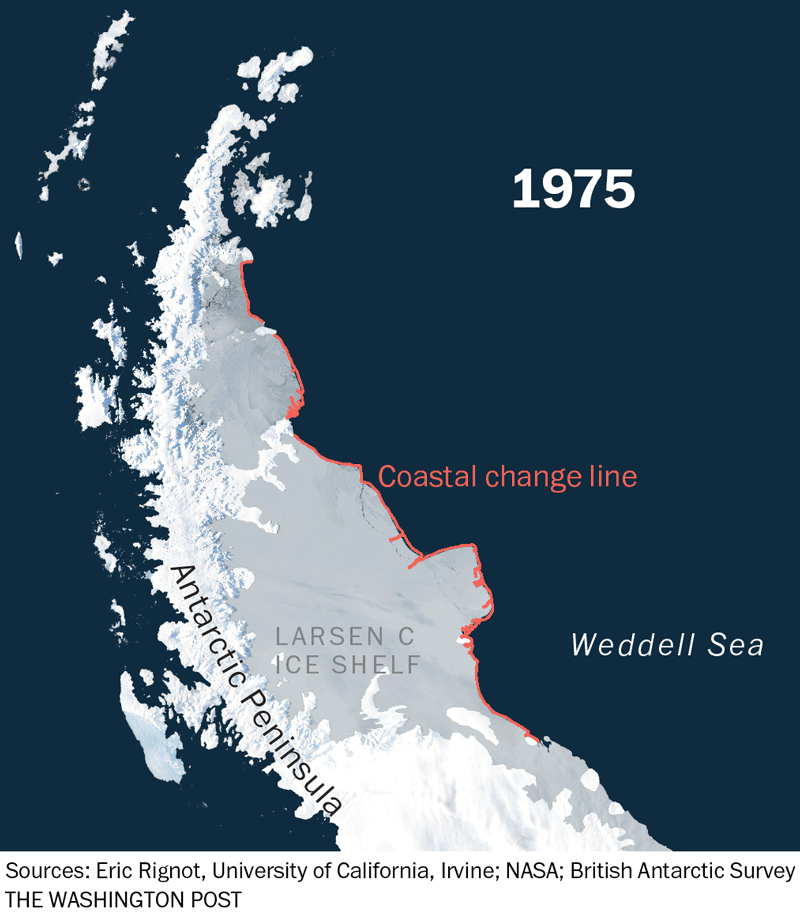 1975
Coastal change line
Antarctic Peninsula
LARSEN C
ICE SHELF
Weddell Sea
Sources: Eric Rignot, University of California, Irvine; NASA; British Antarctic Survey
THE WASHINGTON POST